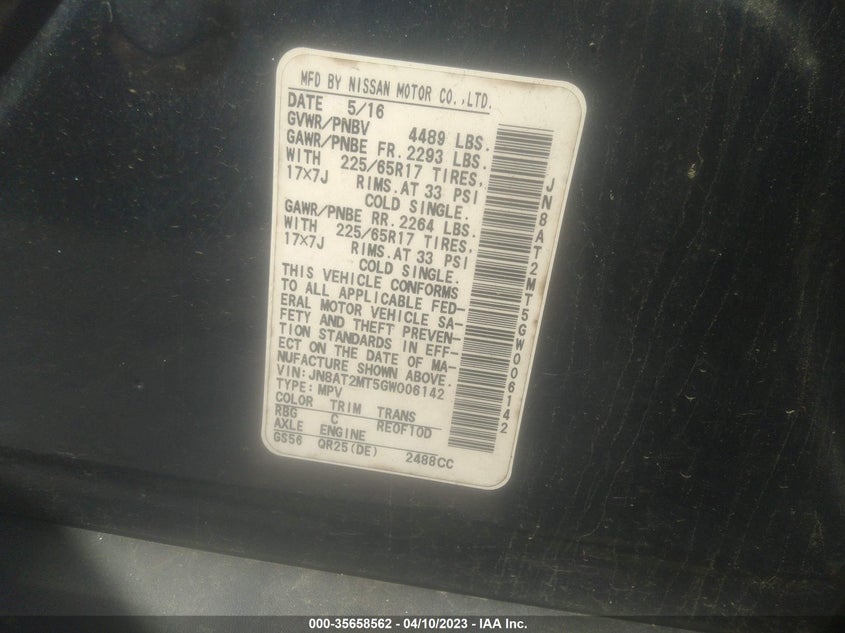 MFD BY NISSAN MOTOR CO.,LTD.
DATE 5/16
GVWR/PNBV 4489 LBS.
GAWR/PNBE FR. 2293 LBS.
WITH 225/65R17 TIRES,
17X7J RIMS.AT 33 PSI
COLD SINGLE.
GAWR/PNBE RR. 2264 LBS.
WITH 225/65R17 TIRES,
17X7J RIMS.AT 33 PSI
COLD SINGLE.
THIS VEHICLE CONFORMS
TO ALL APPLICABLE FED-
ERAL MOTOR VEHICLE SA-
FETY AND THEFT PREVEN-
TION STANDARDS IN EFF-
ECT ON THE DATE OF MA-
NUFACTURE SHOWN ABOVE.
VIN: JN8AT2MT5GW006142
TYPE: MPV
COLOR TRIM TRANS
RBG C RE0F10D
AXLE ENGINE
GS56 QR25(DE) 2488CC
JN8AT2MT5GW006142
000-35658562 - 04/10/2023 - IAA Inc.